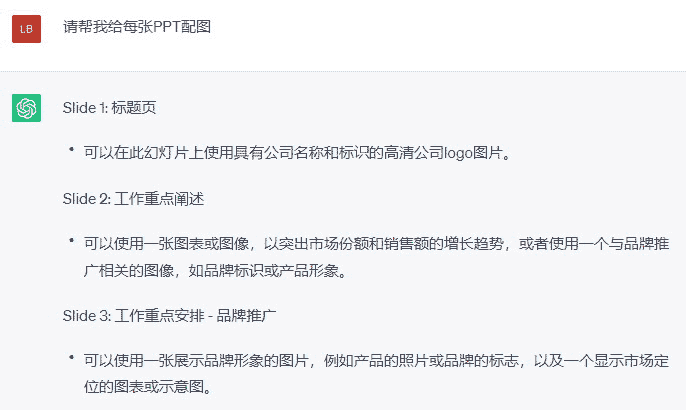 LB
请帮我给每张PPT配图
Slide 1: 标题页
• 可以在此幻灯片上使用具有公司名称和标识的高清公司logo图片。
Slide 2: 工作重点阐述
• 可以使用一张图表或图像，以突出市场份额和销售额的增长趋势，或者使用一个与品牌推
广相关的图像，如品牌标识或产品形象。
Slide 3: 工作重点安排 - 品牌推广
• 可以使用一张展示品牌形象的图片，例如产品的照片或品牌的标志，以及一个显示市场定
位的图表或示意图。